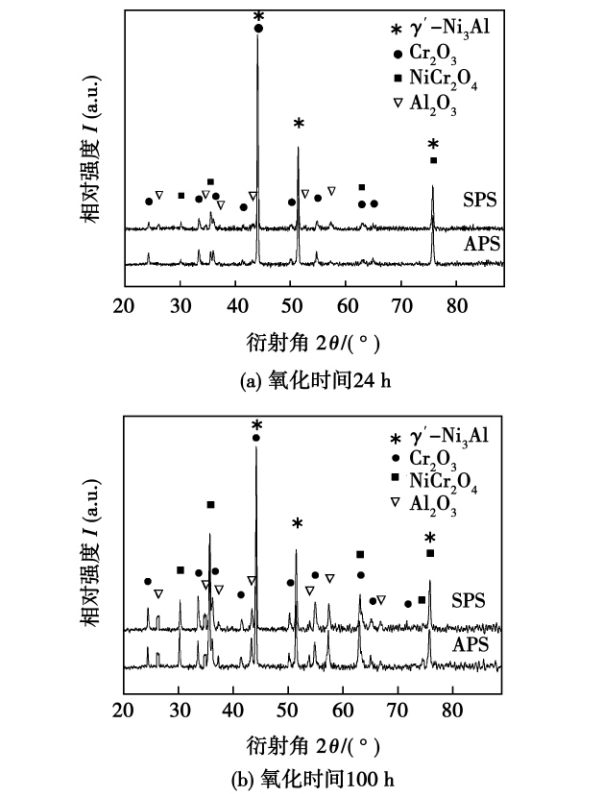 * γ′−Ni₃Al
● Cr₂O₃
■ NiCr₂O₄
▽ Al₂O₃
相对强度 I (a.u.)
SPS
APS
20 30 40 50 60 70 80
衍射角 2θ/(°)
(a) 氧化时间24 h
* γ′−Ni₃Al
● Cr₂O₃
■ NiCr₂O₄
▽ Al₂O₃
相对强度 I (a.u.)
SPS
APS
20 30 40 50 60 70 80
衍射角 2θ/(°)
(b) 氧化时间100 h